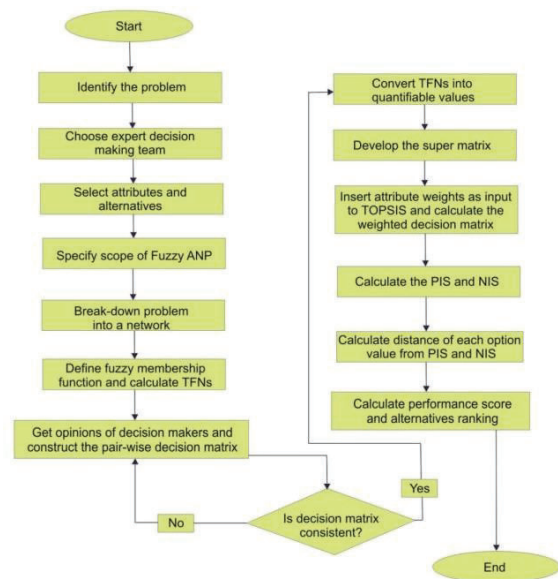 Start
Identify the problem
Choose expert decision
making team
Select attributes and
alternatives
Specify scope of Fuzzy ANP
Break-down problem
into a network
Define fuzzy membership
function and calculate TFNs
Get opinions of decision makers and
construct the pair-wise decision matrix
No
Is decision matrix
consistent?
Yes
Convert TFNs into
quantifiable values
Develop the super matrix
Insert attribute weights as input
to TOPSIS and calculate the
weighted decision matrix
Calculate the PIS and NIS
Calculate distance of each option
value from PIS and NIS
Calculate performance score
and alternatives ranking
End